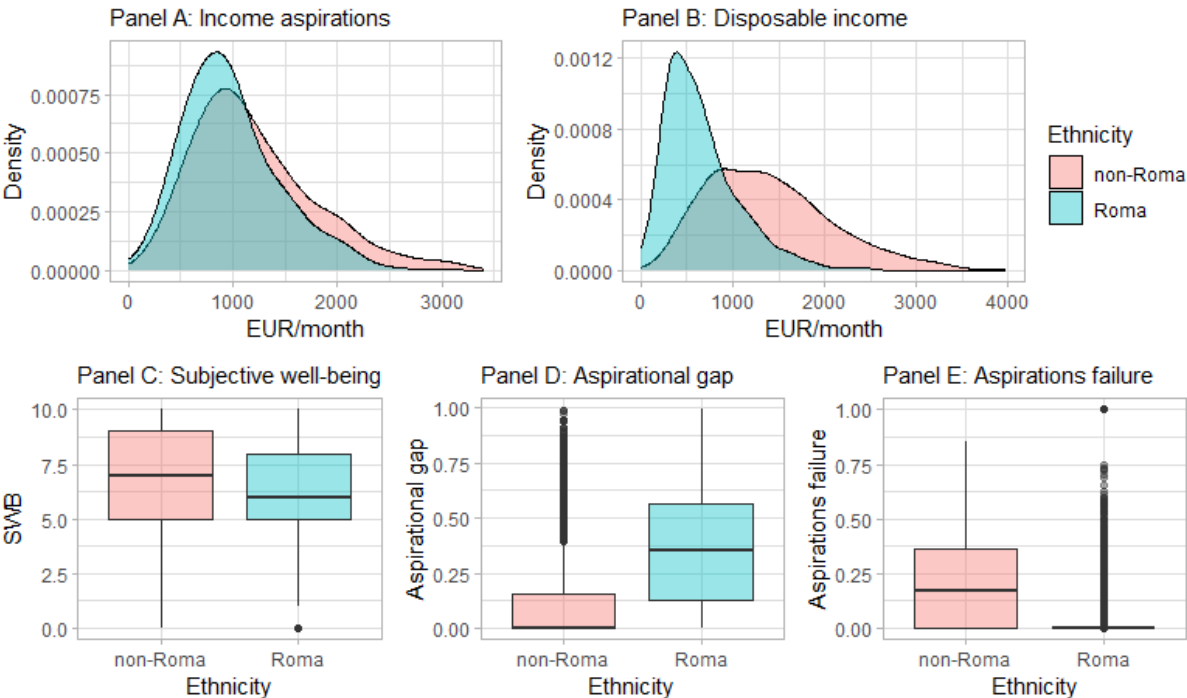 Panel A: Income aspirations
Density
0.00075
0.00050
0.00025
0.00000
0 1000 2000 3000
EUR/month
Panel B: Disposable income
Density
0.0012
0.0008
0.0004
0.0000
0 1000 2000 3000 4000
EUR/month
Ethnicity
non-Roma
Roma
Panel C: Subjective well-being
SWB
10.0
7.5
5.0
2.5
0.0
non-Roma Roma
Ethnicity
Panel D: Aspirational gap
Aspirational gap
1.00
0.75
0.50
0.25
0.00
non-Roma Roma
Ethnicity
Panel E: Aspirations failure
Aspirations failure
1.00
0.75
0.50
0.25
0.00
non-Roma Roma
Ethnicity